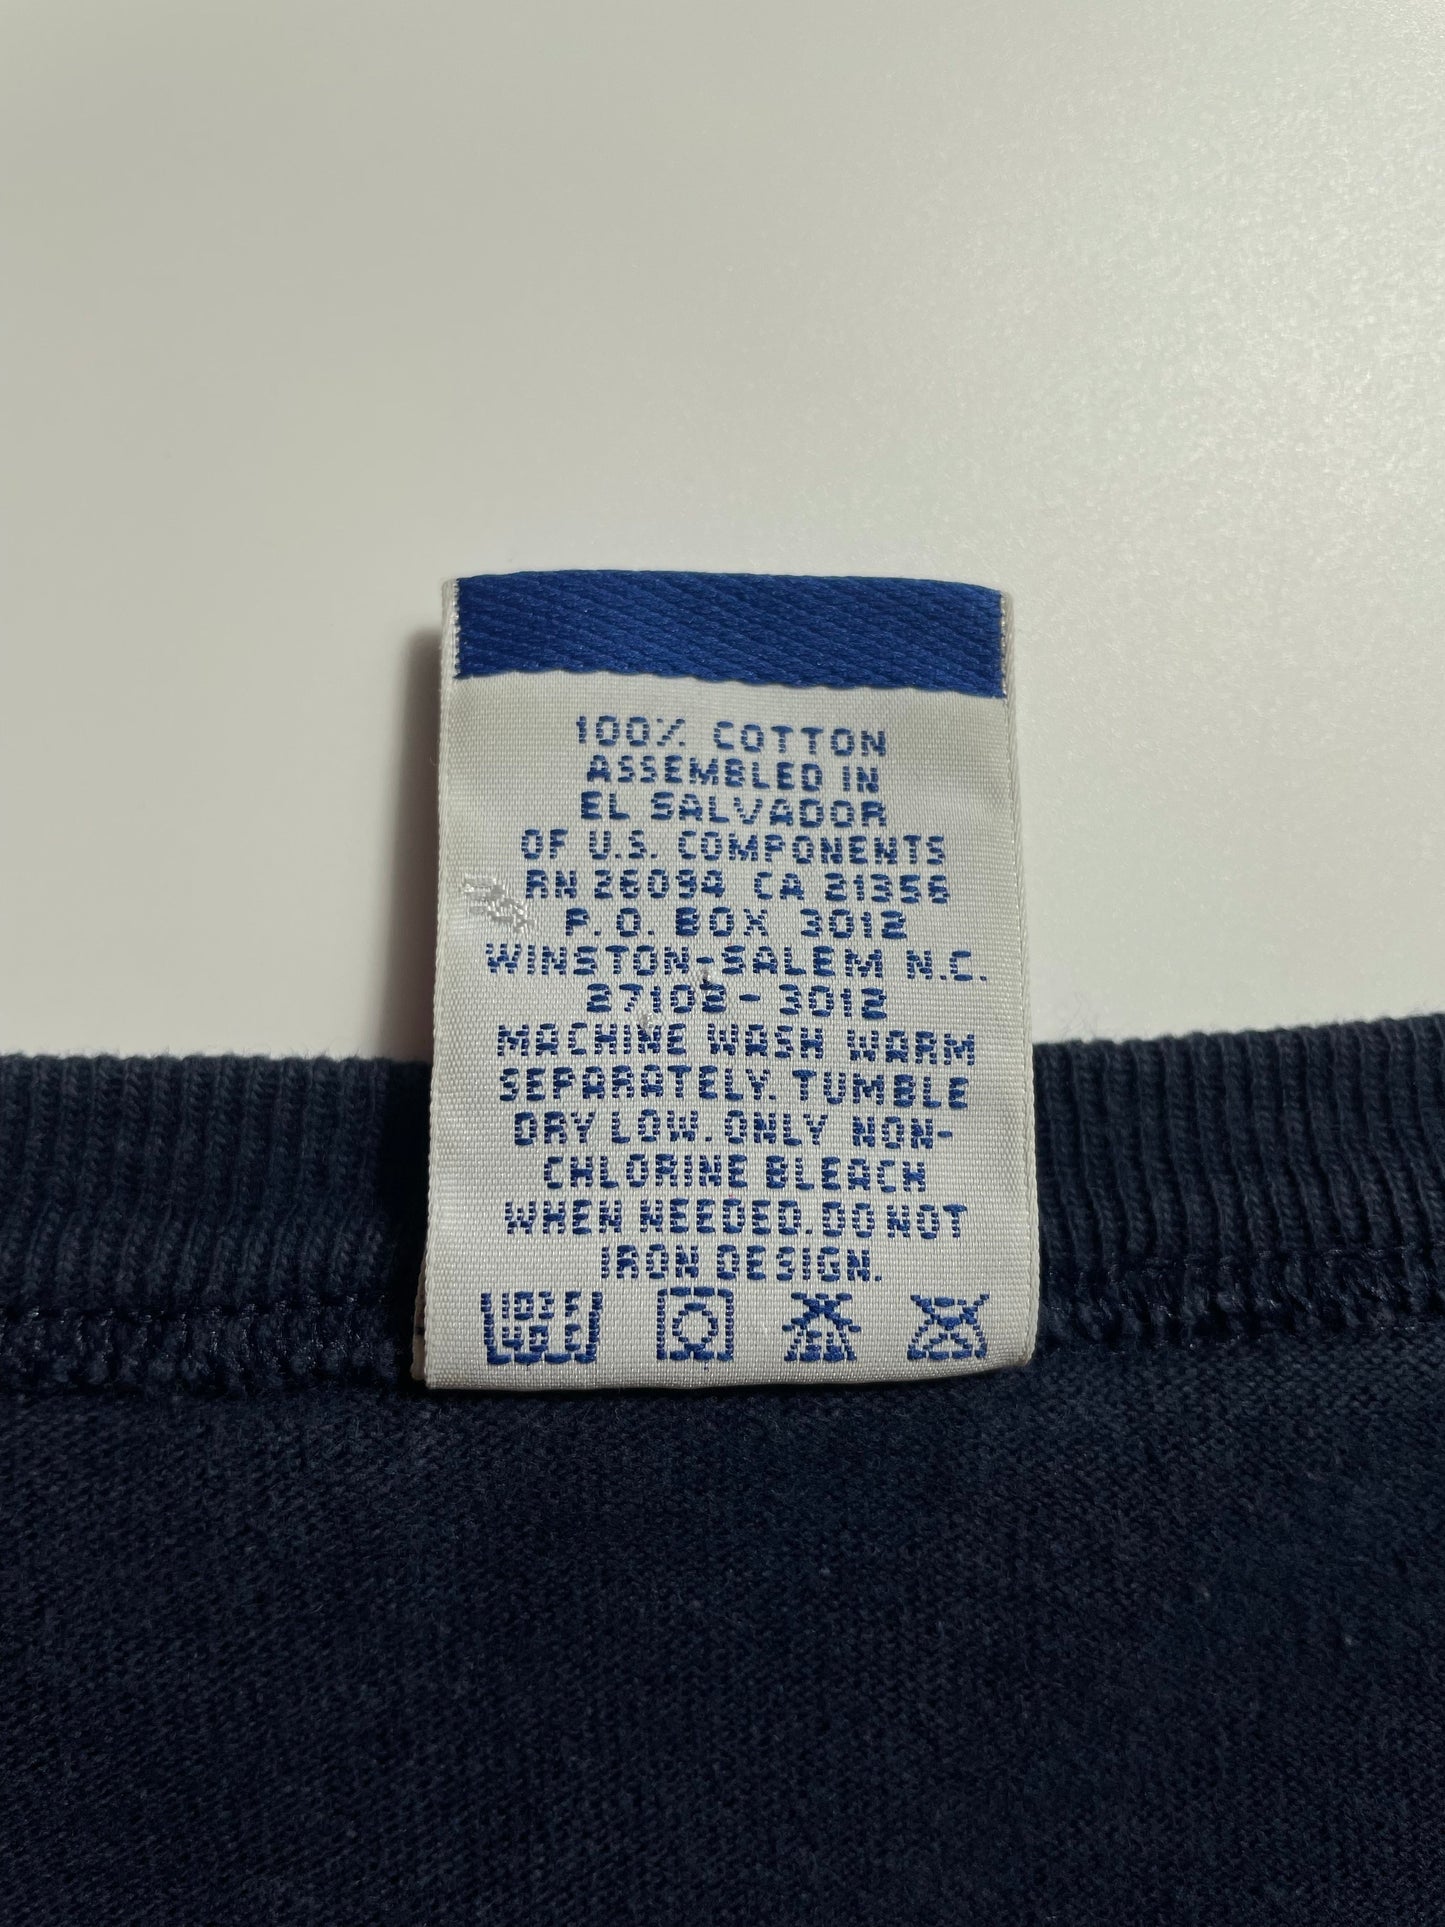 100% COTTON
ASSEMBLED IN
EL SALVADOR
OF U.S. COMPONENTS
RN 26094 CA 21356
P.O. BOX 3012
WINSTON-SALEM N.C.
27102-3012
MACHINE WASH WARM
SEPARATELY. TUMBLE
DRY LOW. ONLY NON-
CHLORINE BLEACH
WHEN NEEDED. DO NOT
IRON DESIGN.